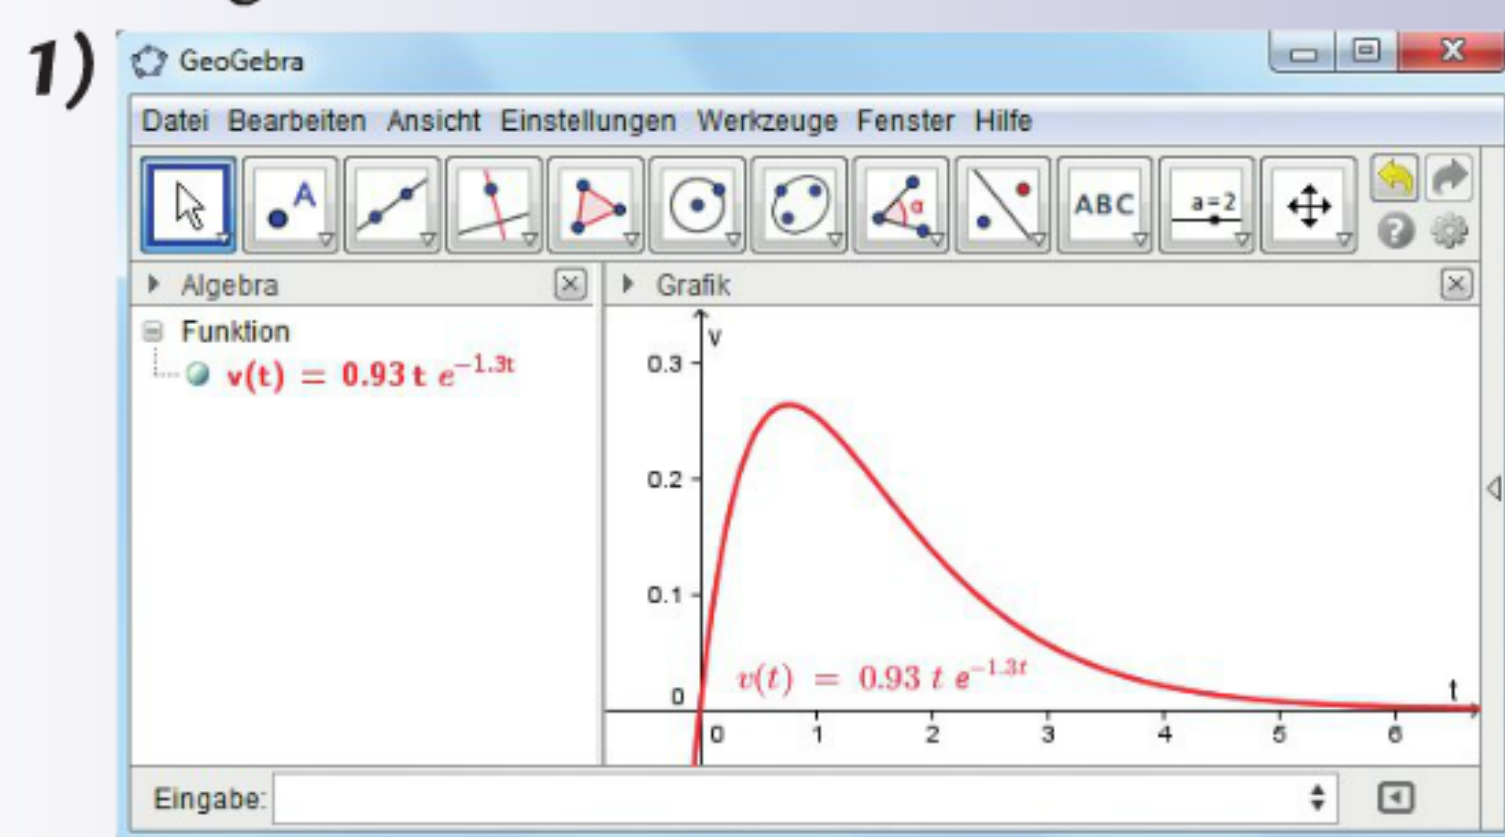 1)
GeoGebra
Datei Bearbeiten Ansicht Einstellungen Werkzeuge Fenster Hilfe
A α ABC a=2
Algebra
Grafik
Funktion
v(t) = 0.93 t e^−1.3t
v
0.3
0.2
0.1
0
v(t) = 0.93 t e^−1.3t
t
0 1 2 3 4 5 6
Eingabe: